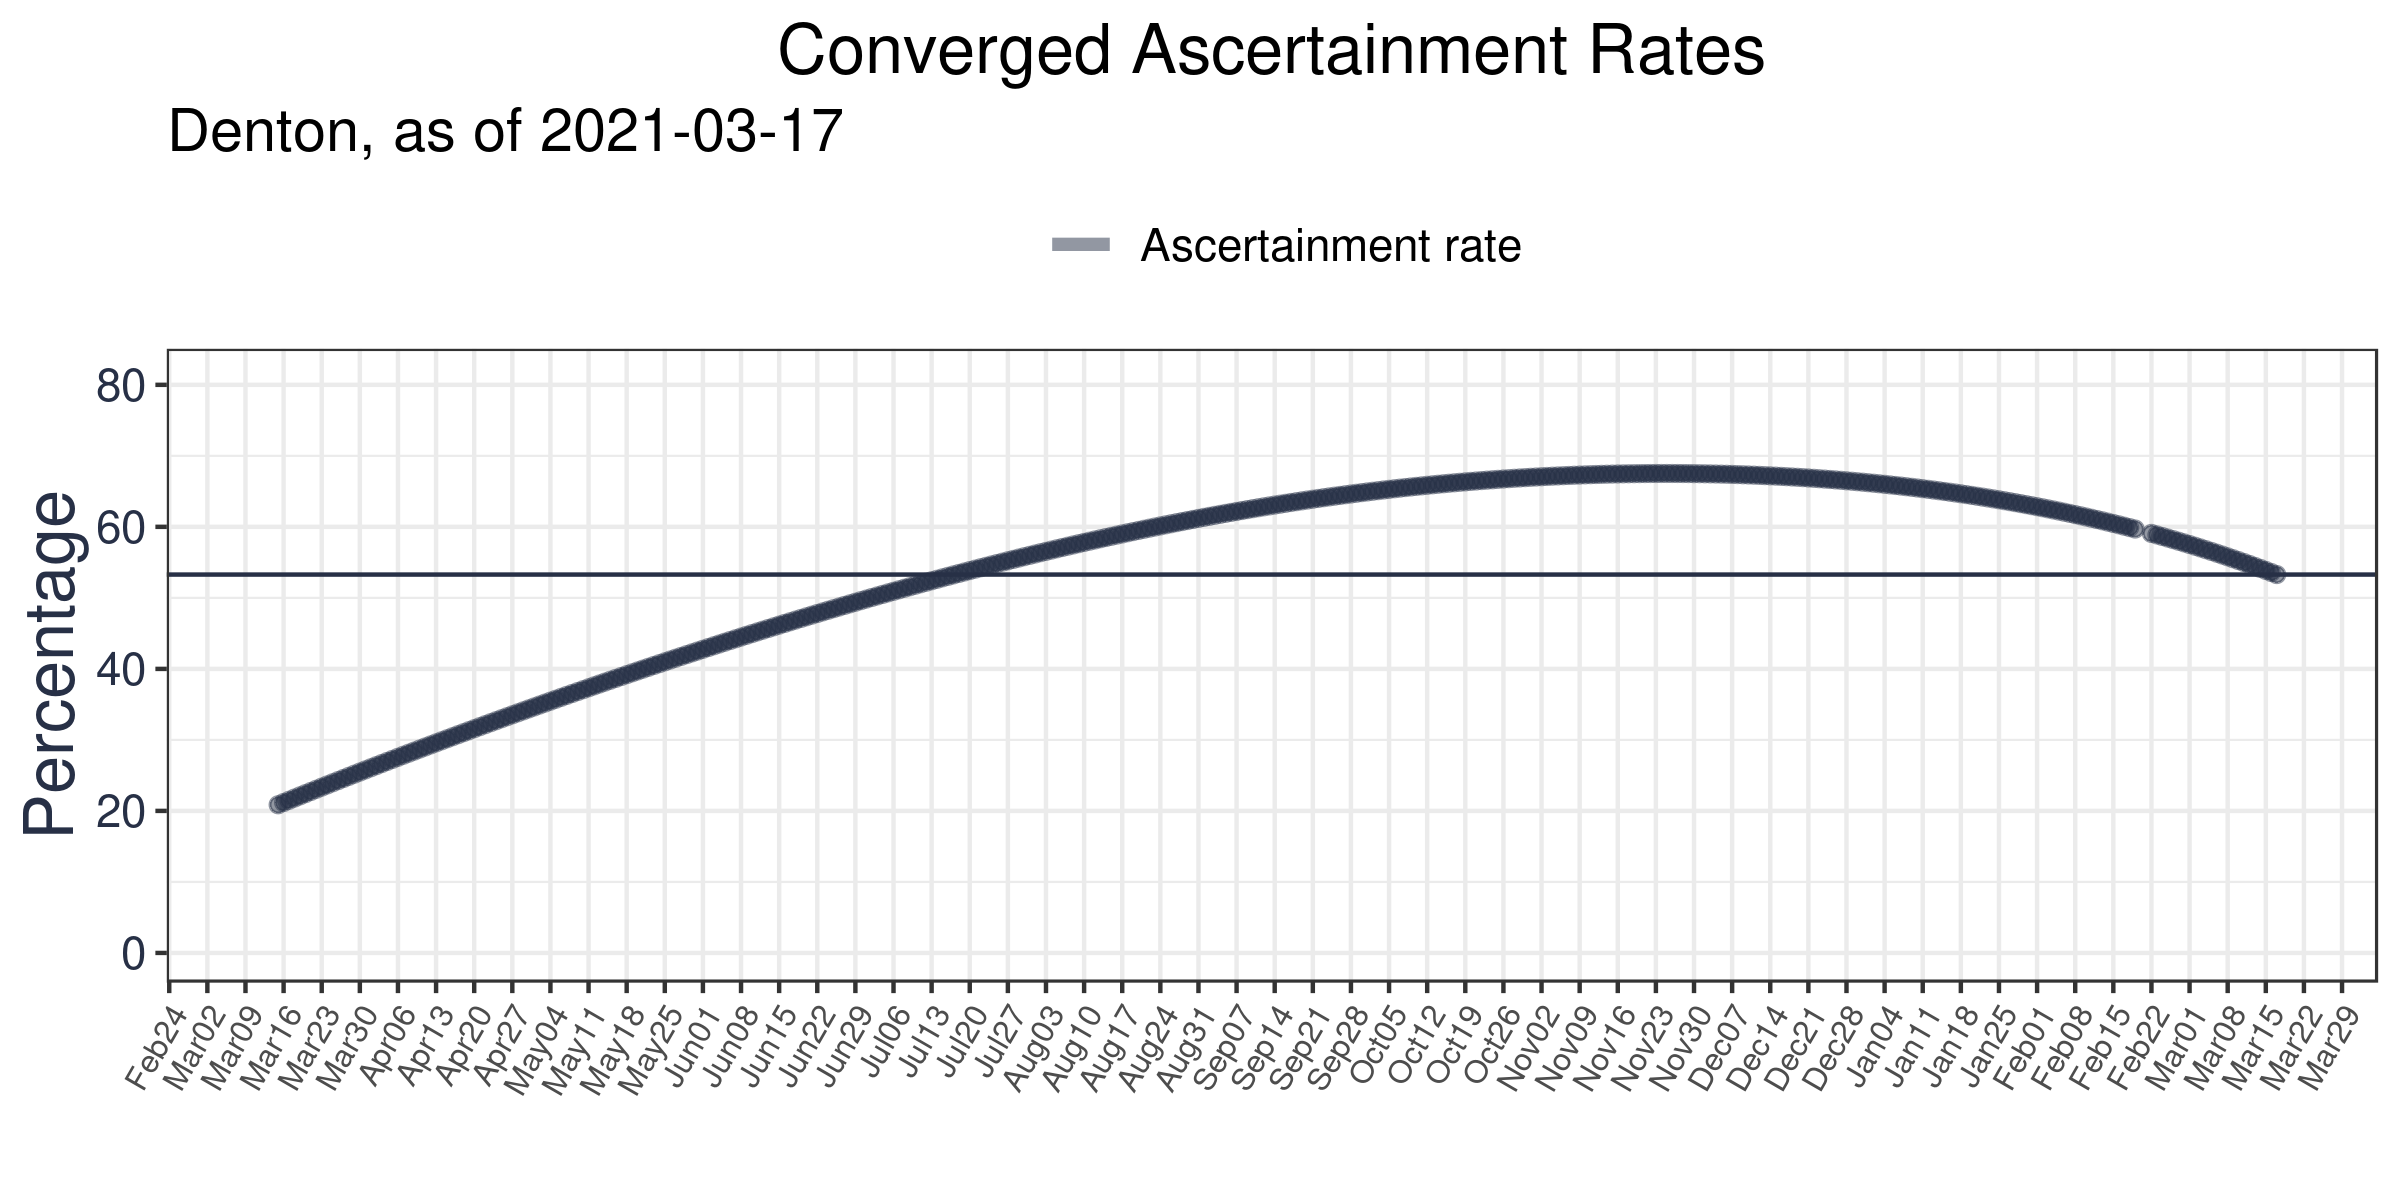 Converged Ascertainment Rates
Denton, as of 2021-03-17
Ascertainment rate
Percentage
80
60
40
20
0
Feb24
Mar02
Mar09
Mar16
Mar23
Mar30
Apr06
Apr13
Apr20
Apr27
May04
May11
May18
May25
Jun01
Jun08
Jun15
Jun22
Jun29
Jul06
Jul13
Jul20
Jul27
Aug03
Aug10
Aug17
Aug24
Aug31
Sep07
Sep14
Sep21
Sep28
Oct05
Oct12
Oct19
Oct26
Nov02
Nov09
Nov16
Nov23
Nov30
Dec07
Dec14
Dec21
Dec28
Jan04
Jan11
Jan18
Jan25
Feb01
Feb08
Feb15
Feb22
Mar01
Mar08
Mar15
Mar22
Mar29